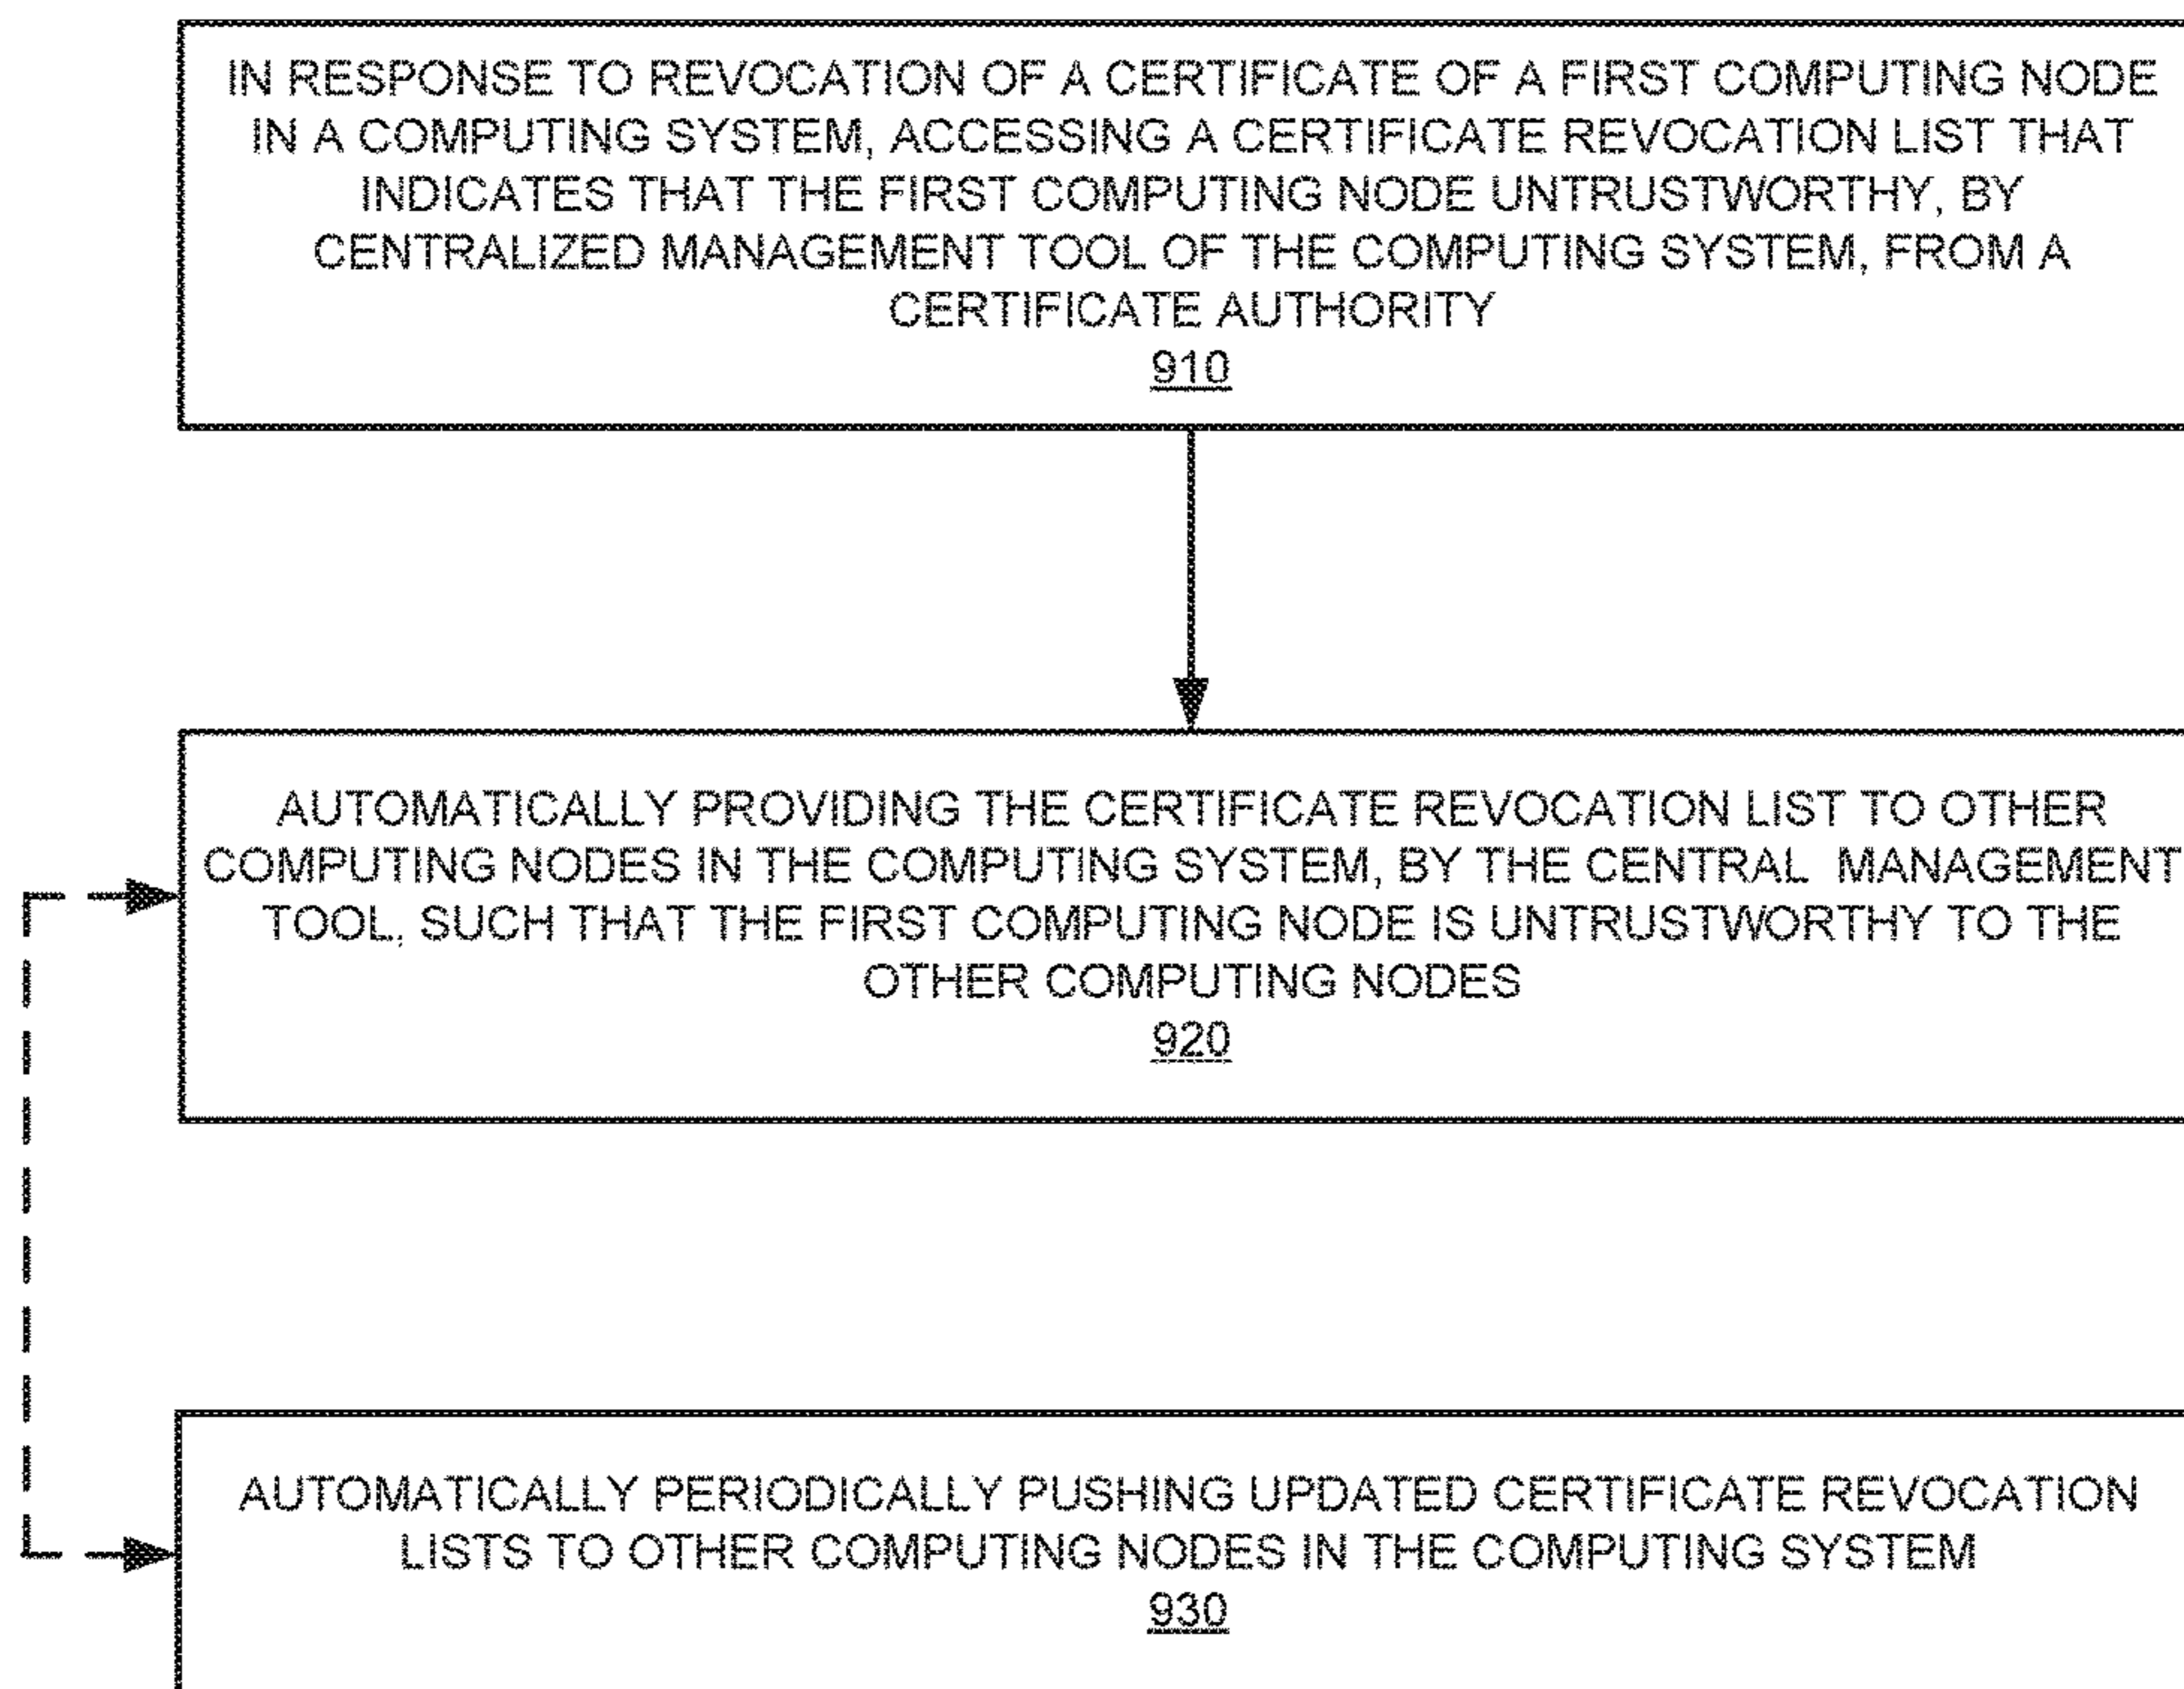 IN RESPONSE TO REVOCATION OF A CERTIFICATE OF A FIRST COMPUTING NODE
IN A COMPUTING SYSTEM, ACCESSING A CERTIFICATE REVOCATION LIST THAT
INDICATES THAT THE FIRST COMPUTING NODE UNTRUSTWORTHY, BY
CENTRALIZED MANAGEMENT TOOL OF THE COMPUTING SYSTEM, FROM A
CERTIFICATE AUTHORITY
910
AUTOMATICALLY PROVIDING THE CERTIFICATE REVOCATION LIST TO OTHER
COMPUTING NODES IN THE COMPUTING SYSTEM, BY THE CENTRAL MANAGEMENT
TOOL, SUCH THAT THE FIRST COMPUTING NODE IS UNTRUSTWORTHY TO THE
OTHER COMPUTING NODES
920
AUTOMATICALLY PERIODICALLY PUSHING UPDATED CERTIFICATE REVOCATION
LISTS TO OTHER COMPUTING NODES IN THE COMPUTING SYSTEM
930